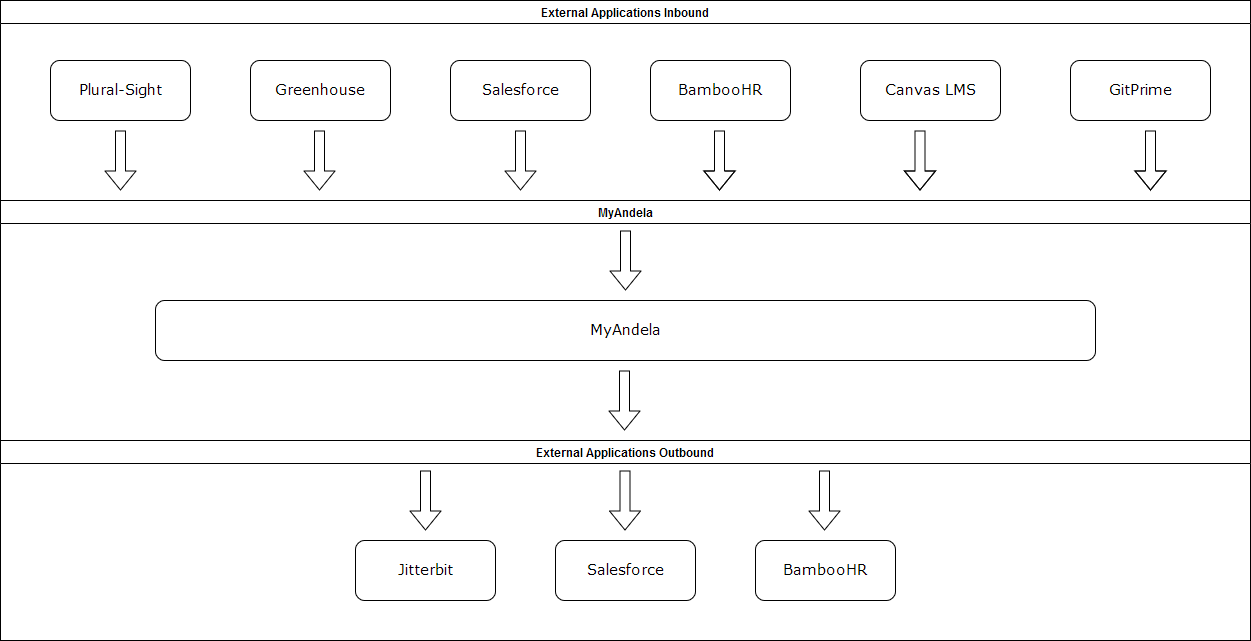 External Applications Inbound
Plural-Sight
Greenhouse
Salesforce
BambooHR
Canvas LMS
GitPrime
MyAndela
MyAndela
External Applications Outbound
Jitterbit
Salesforce
BambooHR